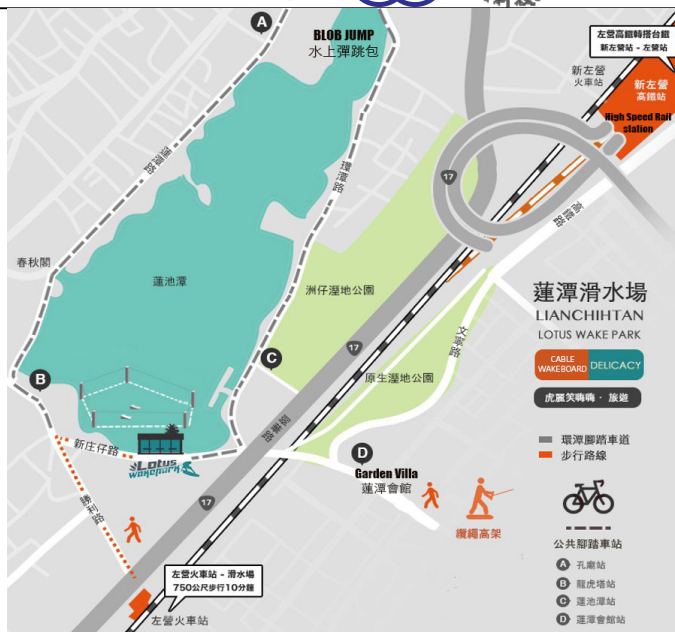 A
BLOB JUMP
水上彈跳包
左營高鐵轉搭台鐵
新左營站 - 左營站
新左營
火車站
新左營
高鐵站
High Speed Rail
station
蓮潭路
環潭路
17
高鐵路
春秋閣
蓮池潭
洲仔溼地公園
蓮潭滑水場
LIANCHIHTAN
LOTUS WAKE PARK
文寧路
17
C
CABLE
WAKEBOARD
DELICACY
B
原生溼地公園
虎麗笑嗨嗨· 旅遊
翠華路
新庄仔路
Lotus
wakepark
環潭腳踏車道
步行路線
D
Garden Villa
蓮潭會館
勝利路
17
纜繩高架
公共腳踏車站
A 孔廟站
B 龍虎塔站
C 蓮池潭站
D 蓮潭會館站
左營火車站 - 滑水場
750公尺步行10分鐘
左營火車站